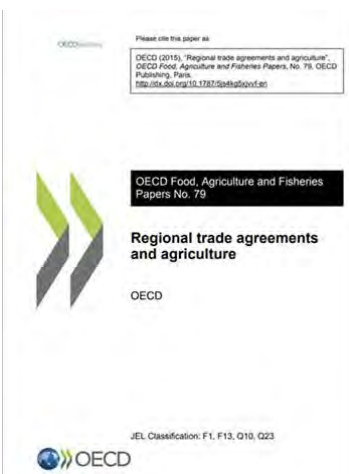 OECD
Please cite this paper as:
OECD (2015), "Regional trade agreements and agriculture",
OECD Food, Agriculture and Fisheries Papers, No. 79, OECD
Publishing, Paris.
OECD Food, Agriculture and Fisheries
Papers No. 79
Regional trade agreements
and agriculture
OECD
JEL Classification: F1, F13, Q10, Q23
OECD